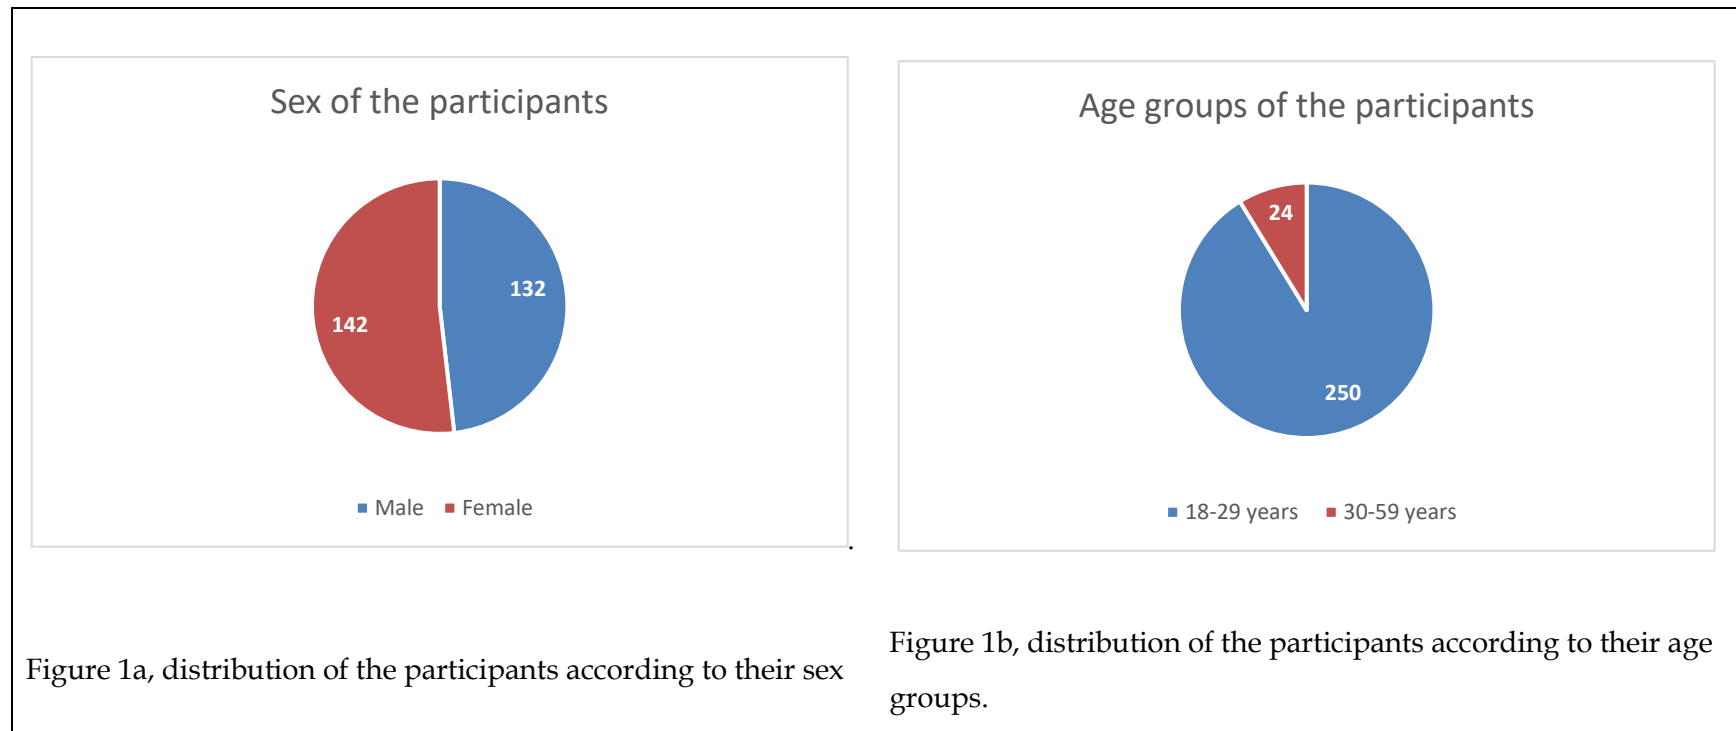 Sex of the participants
132
142
Male Female
.
Figure 1a, distribution of the participants according to their sex
Age groups of the participants
24
250
18-29 years 30-59 years
Figure 1b, distribution of the participants according to their age
groups.